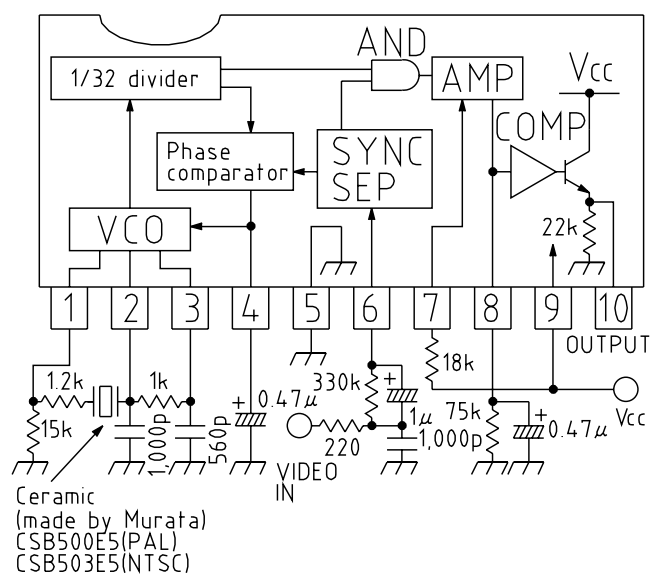 AND
Vcc
1/32 divider
AMP
COMP
Phase
comparator
SYNC
SEP
VCO
22k
1
2
3
4
5
6
7
8
9
10
OUTPUT
1.2k
1k
15k
1,000p
560p
+
0.47μ
330k
+
1μ
220
1,000p
VIDEO
IN
18k
75k
+
0.47μ
Vcc
Ceramic
(made by Murata)
CSB500E5(PAL)
CSB503E5(NTSC)